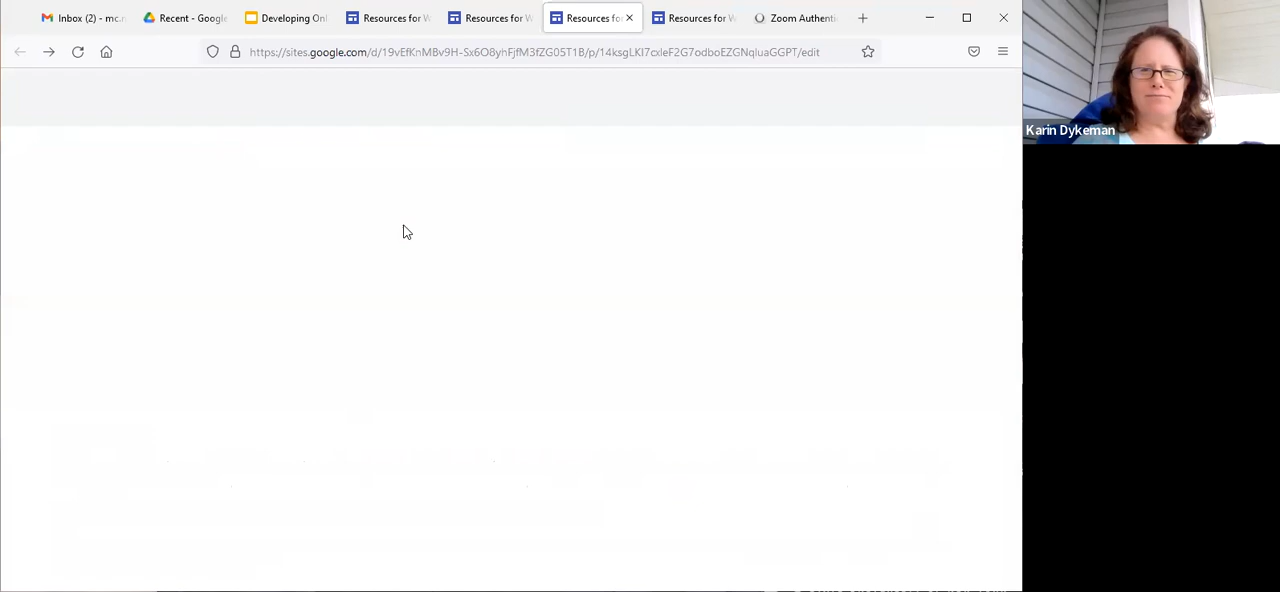 Inbox (2) - mc.r
Recent - Google
Developing Onl
Resources for W
Resources for W
Resources for
Resources for W
Zoom Authenti
https://sites.google.com/d/19vEfKnMBv9H-Sx6O8yhFjfM3fZG05T1B/p/14ksgLKI7cxleF2G7odboEZGNqluaGGPT/edit
Karin Dykeman